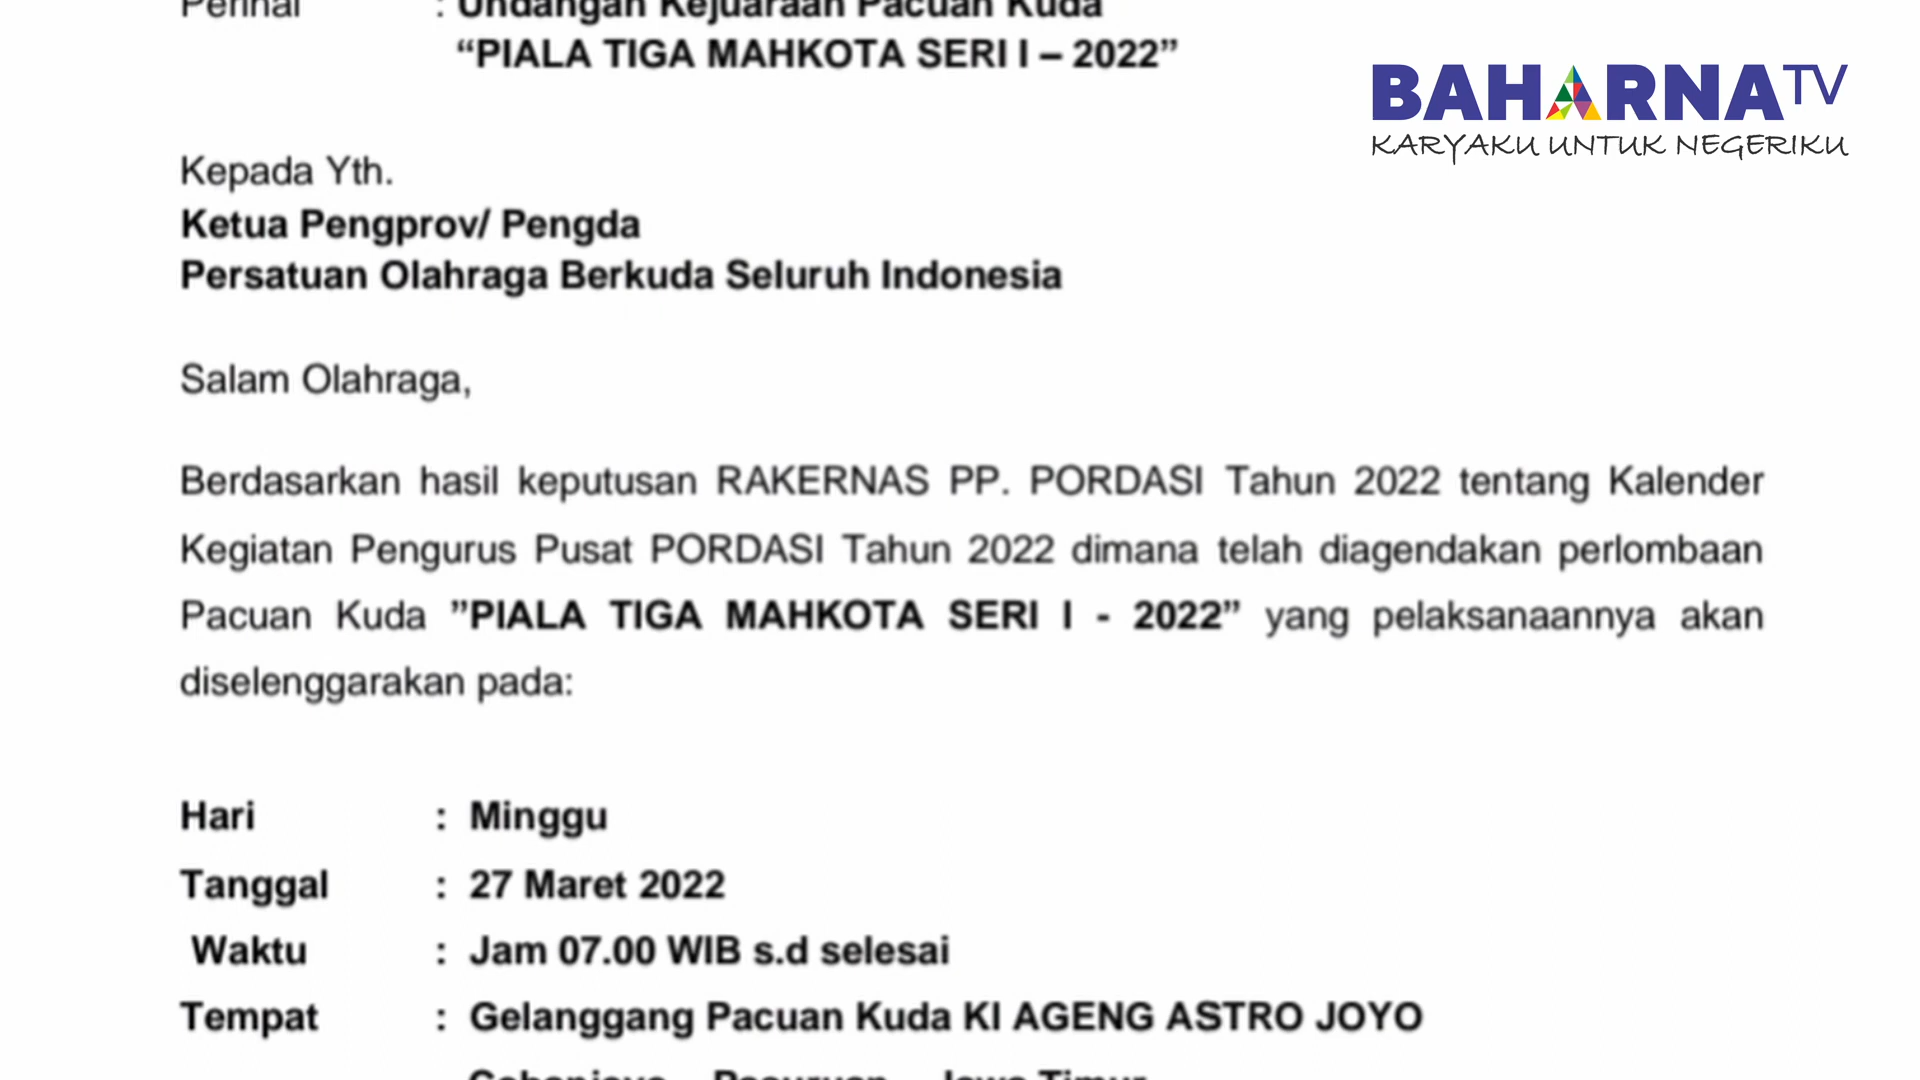 Perihal : Undangan Kejuaraan Pacuan Kuda
“PIALA TIGA MAHKOTA SERI I – 2022”
BAHARNATV
KARYAKU UNTUK NEGERIKU
Kepada Yth.
Ketua Pengprov/ Pengda
Persatuan Olahraga Berkuda Seluruh Indonesia
Salam Olahraga,
Berdasarkan hasil keputusan RAKERNAS PP. PORDASI Tahun 2022 tentang Kalender
Kegiatan Pengurus Pusat PORDASI Tahun 2022 dimana telah diagendakan perlombaan
Pacuan Kuda ”PIALA TIGA MAHKOTA SERI I - 2022” yang pelaksanaannya akan
diselenggarakan pada:
Hari : Minggu
Tanggal : 27 Maret 2022
Waktu : Jam 07.00 WIB s.d selesai
Tempat : Gelanggang Pacuan Kuda KI AGENG ASTRO JOYO
Pasuruan Jawa Timur